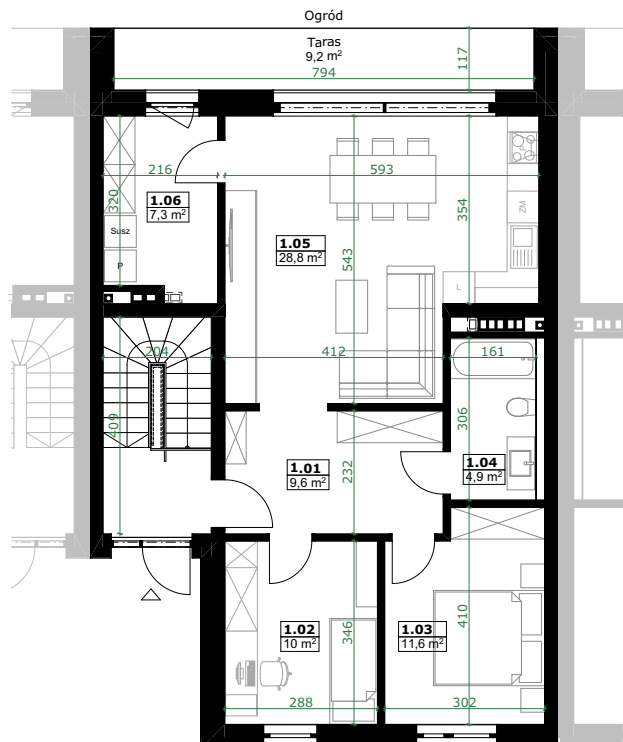 Ogród
Taras
9,2 m²
794
117
216
593
320
1.06
7,3 m²
354
ZM
Susz
1.05
28,8 m²
543
P
L
204
412
161
409
306
1.01
9,6 m²
232
1.04
4,9 m²
1.02
10 m²
346
1.03
11,6 m²
410
288
302